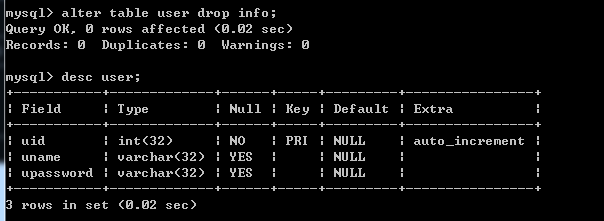 mysql> alter table user drop info;
Query OK, 0 rows affected (0.02 sec)
Records: 0  Duplicates: 0  Warnings: 0
mysql> desc user;
+-----------+-------------+------+-----+---------+----------------+
| Field     | Type        | Null | Key | Default | Extra          |
+-----------+-------------+------+-----+---------+----------------+
| uid       | int(32)     | NO   | PRI | NULL    | auto_increment |
| uname     | varchar(32) | YES  |     | NULL    |                |
| upassword | varchar(32) | YES  |     | NULL    |                |
+-----------+-------------+------+-----+---------+----------------+
3 rows in set (0.02 sec)